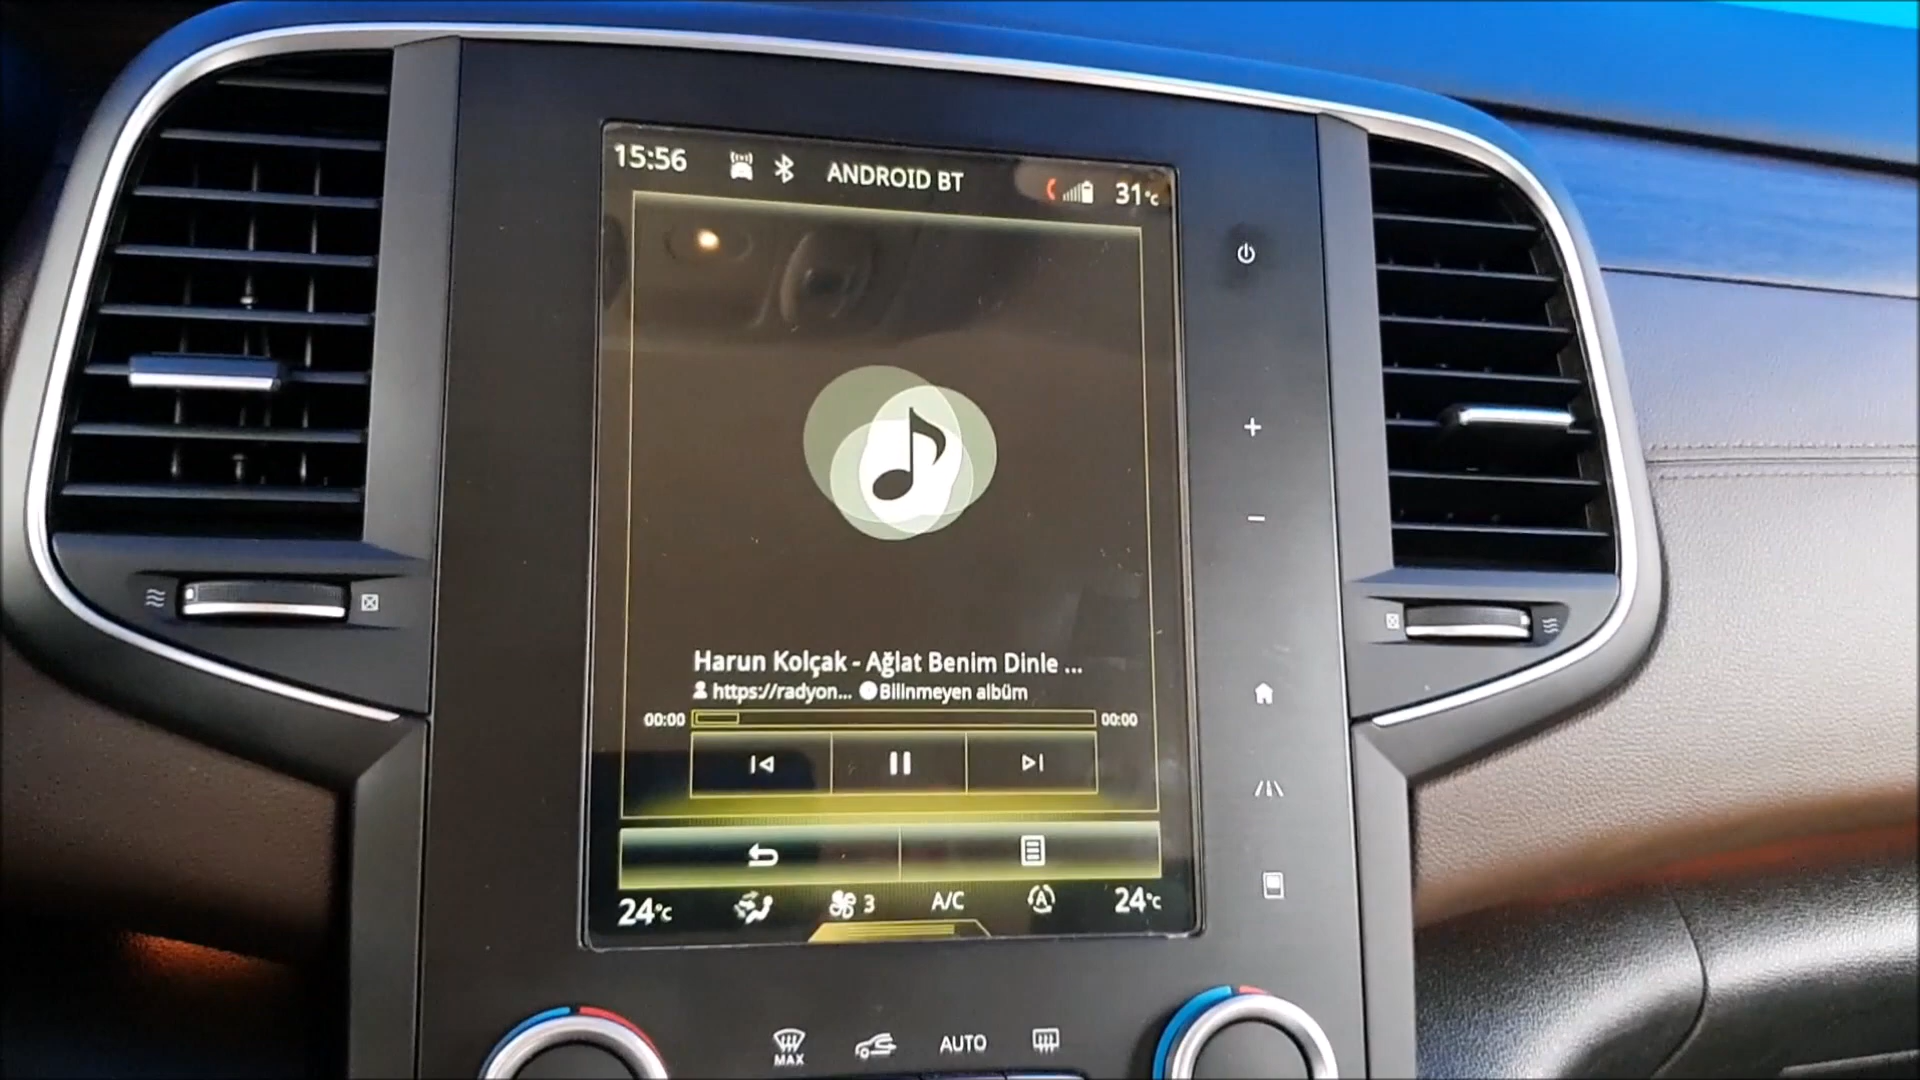 15:56 ANDROID BT 31°C
Harun Kolçak - Ağlat Benim Dinle ...
https://radyon... Bilinmeyen albüm
00:00 00:00
24°C 3 A/C A 24°C
MAX AUTO